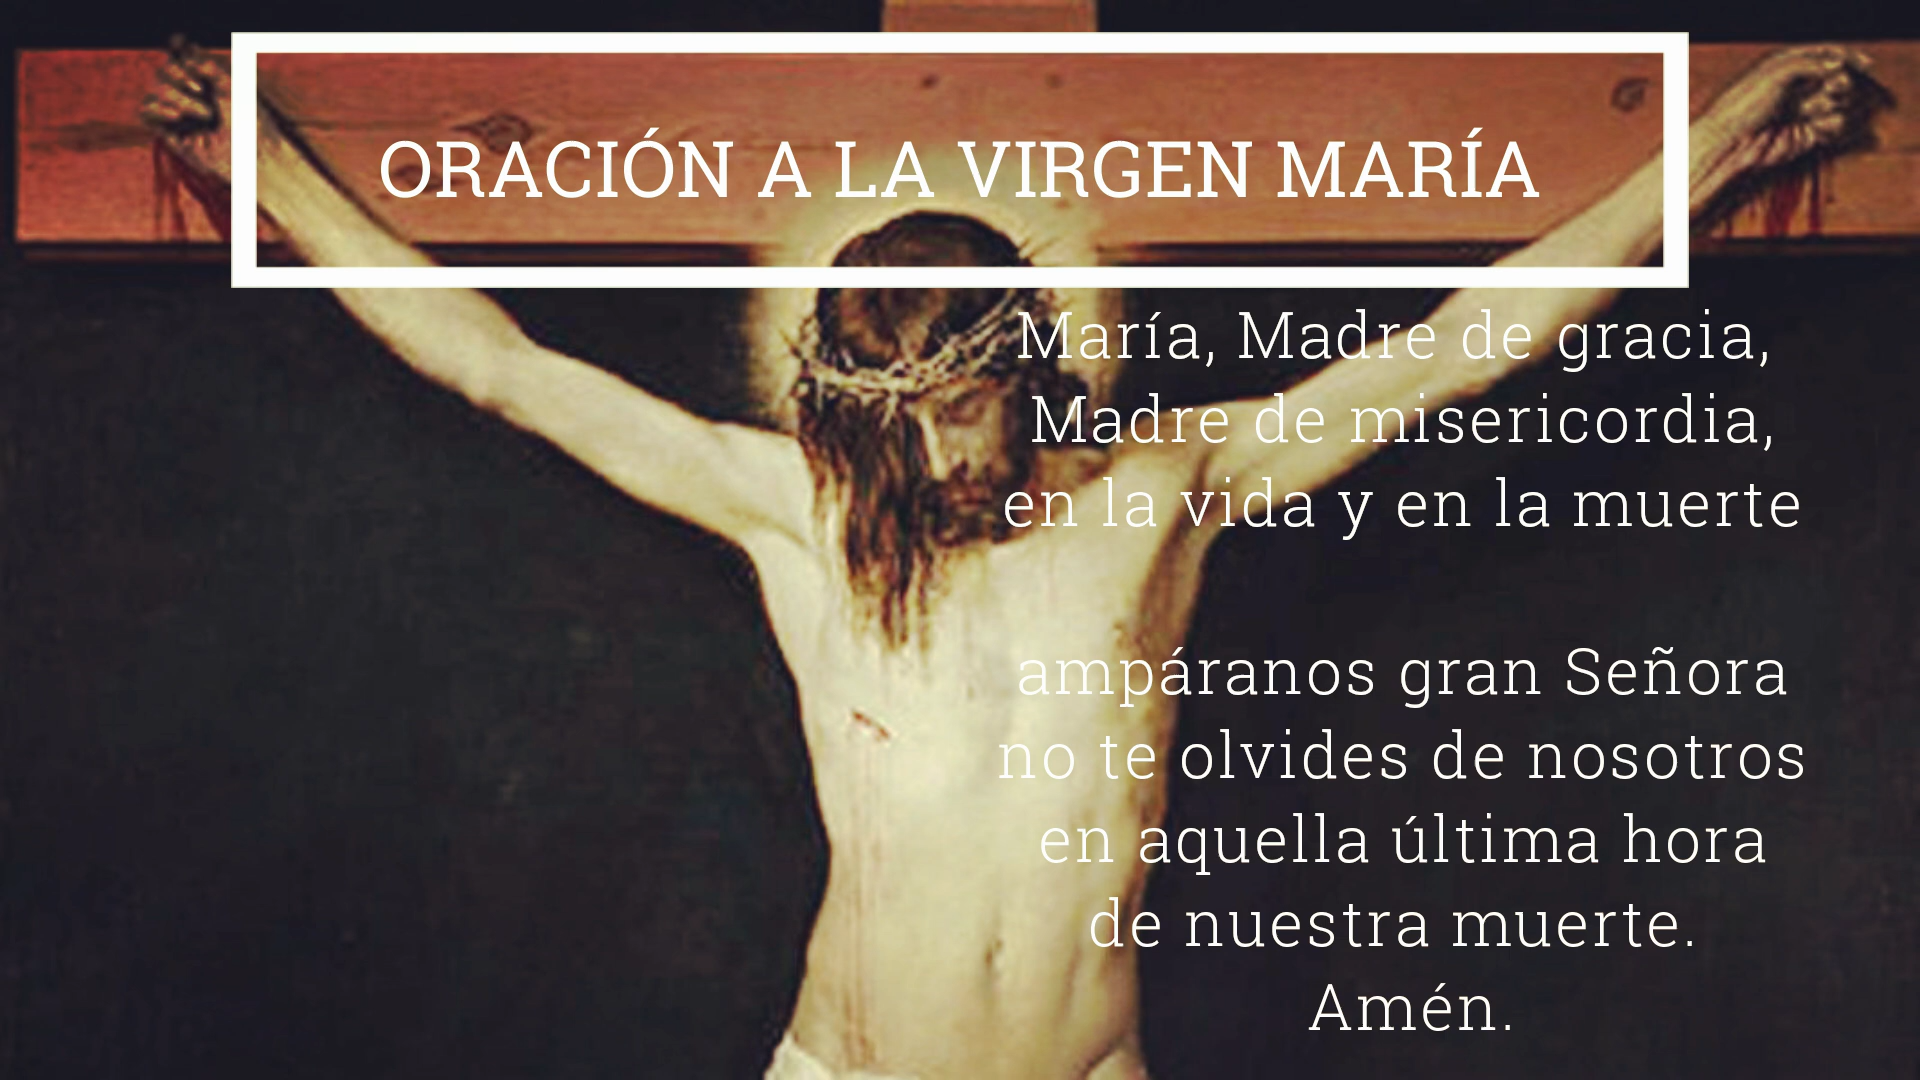 ORACIÓN A LA VIRGEN MARÍA
María, Madre de gracia,
Madre de misericordia,
en la vida y en la muerte
ampáranos gran Señora
no te olvides de nosotros
en aquella última hora
de nuestra muerte.
Amén.